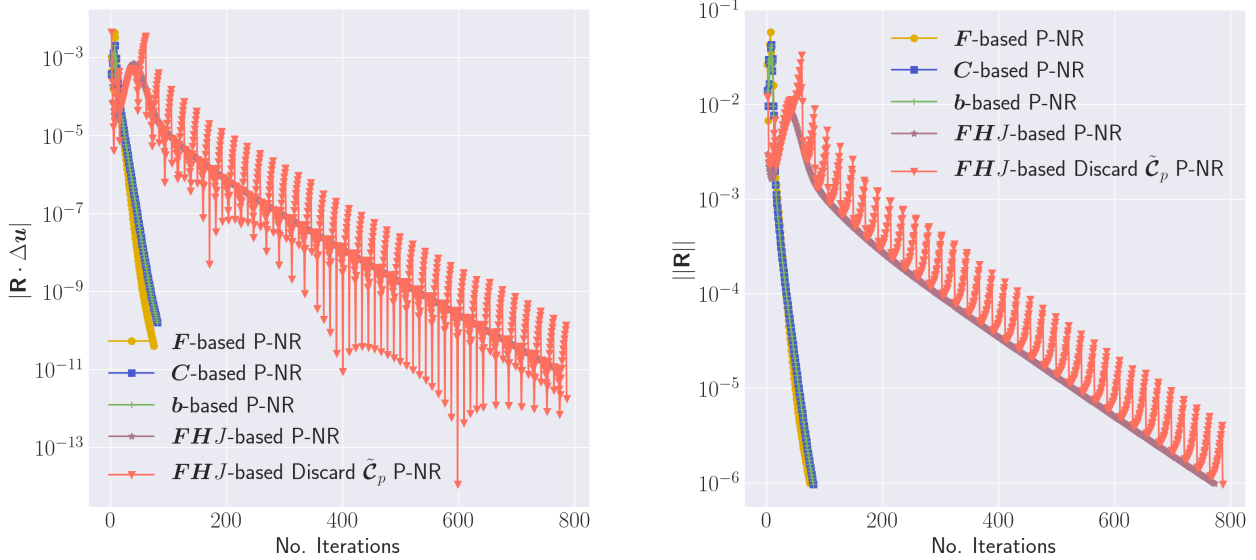 10⁻³
10⁻⁵
10⁻⁷
10⁻⁹
10⁻¹¹
10⁻¹³
|R · Δu|
F-based P-NR
C-based P-NR
b-based P-NR
FHJ-based P-NR
FHJ-based Discard C̃ₚ P-NR
0 200 400 600 800
No. Iterations
10⁻¹
10⁻²
10⁻³
10⁻⁴
10⁻⁵
10⁻⁶
||R||
F-based P-NR
C-based P-NR
b-based P-NR
FHJ-based P-NR
FHJ-based Discard C̃ₚ P-NR
0 200 400 600 800
No. Iterations